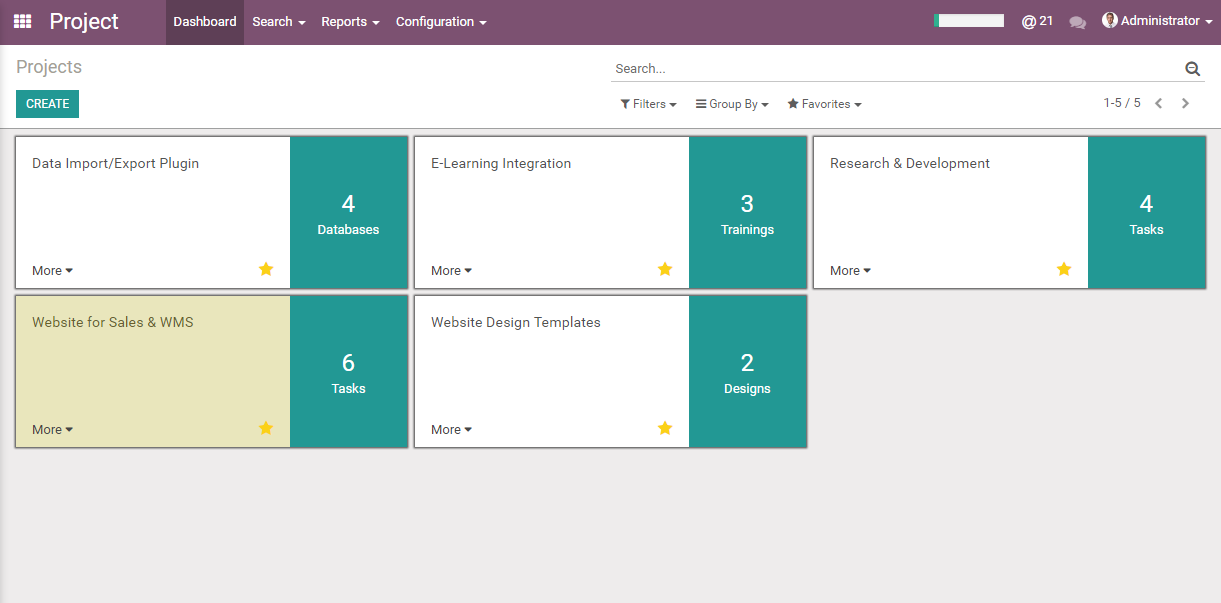 Project Dashboard Search Reports Configuration @ 21 Administrator
Projects
Search...
CREATE
Filters Group By Favorites 1-5 / 5
Data Import/Export Plugin
4
Databases
More
E-Learning Integration
3
Trainings
More
Research & Development
4
Tasks
More
Website for Sales & WMS
6
Tasks
More
Website Design Templates
2
Designs
More